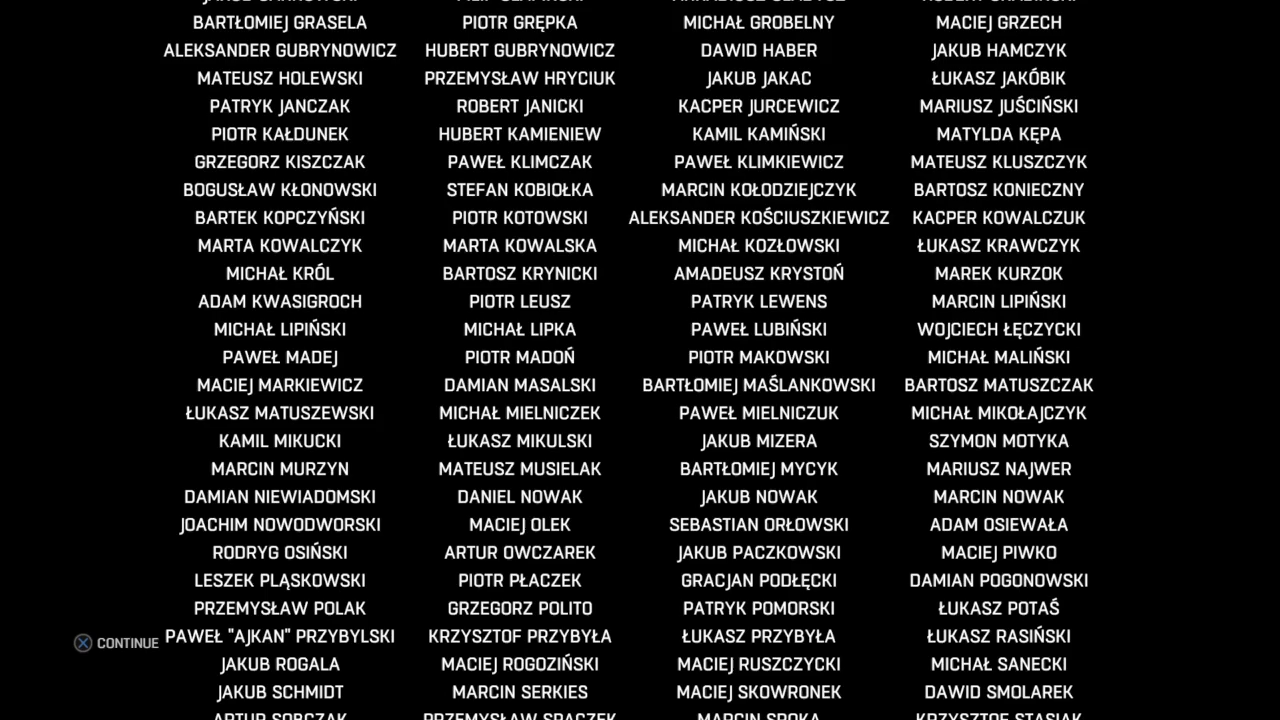 BARTŁOMIEJ GRASELA PIOTR GRĘPKA MICHAŁ GROBELNY MACIEJ GRZECH
ALEKSANDER GUBRYNOWICZ HUBERT GUBRYNOWICZ DAWID HABER JAKUB HAMCZYK
MATEUSZ HOLEWSKI PRZEMYSŁAW HRYCIUK JAKUB JAKAC ŁUKASZ JAKÓBIK
PATRYK JANCZAK ROBERT JANICKI KACPER JURCEWICZ MARIUSZ JUŚCIŃSKI
PIOTR KAŁDUNEK HUBERT KAMIENIEW KAMIL KAMIŃSKI MATYLDA KĘPA
GRZEGORZ KISZCZAK PAWEŁ KLIMCZAK PAWEŁ KLIMKIEWICZ MATEUSZ KLUSZCZYK
BOGUSŁAW KŁONOWSKI STEFAN KOBIOŁKA MARCIN KOŁODZIEJCZYK BARTOSZ KONIECZNY
BARTEK KOPCZYŃSKI PIOTR KOTOWSKI ALEKSANDER KOŚCIUSZKIEWICZ KACPER KOWALCZUK
MARTA KOWALCZYK MARTA KOWALSKA MICHAŁ KOZŁOWSKI ŁUKASZ KRAWCZYK
MICHAŁ KRÓL BARTOSZ KRYNICKI AMADEUSZ KRYSTOŃ MAREK KURZOK
ADAM KWASIGROCH PIOTR LEUSZ PATRYK LEWENS MARCIN LIPIŃSKI
MICHAŁ LIPIŃSKI MICHAŁ LIPKA PAWEŁ LUBIŃSKI WOJCIECH ŁĘCZYCKI
PAWEŁ MADEJ PIOTR MADOŃ PIOTR MAKOWSKI MICHAŁ MALIŃSKI
MACIEJ MARKIEWICZ DAMIAN MASALSKI BARTŁOMIEJ MAŚLANKOWSKI BARTOSZ MATUSZCZAK
ŁUKASZ MATUSZEWSKI MICHAŁ MIELNICZEK PAWEŁ MIELNICZUK MICHAŁ MIKOŁAJCZYK
KAMIL MIKUCKI ŁUKASZ MIKULSKI JAKUB MIZERA SZYMON MOTYKA
MARCIN MURZYN MATEUSZ MUSIELAK BARTŁOMIEJ MYCYK MARIUSZ NAJWER
DAMIAN NIEWIADOMSKI DANIEL NOWAK JAKUB NOWAK MARCIN NOWAK
JOACHIM NOWODWORSKI MACIEJ OLEK SEBASTIAN ORŁOWSKI ADAM OSIEWAŁA
RODRYG OSIŃSKI ARTUR OWCZAREK JAKUB PACZKOWSKI MACIEJ PIWKO
LESZEK PLĄSKOWSKI PIOTR PŁACZEK GRACJAN PODŁĘCKI DAMIAN POGONOWSKI
PRZEMYSŁAW POLAK GRZEGORZ POLITO PATRYK POMORSKI ŁUKASZ POTAŚ
CONTINUE PAWEŁ "AJKAN" PRZYBYLSKI KRZYSZTOF PRZYBYŁA ŁUKASZ PRZYBYŁA ŁUKASZ RASIŃSKI
JAKUB ROGALA MACIEJ ROGOZIŃSKI MACIEJ RUSZCZYCKI MICHAŁ SANECKI
JAKUB SCHMIDT MARCIN SERKIES MACIEJ SKOWRONEK DAWID SMOLAREK
ARTUR SOBCZAK PRZEMYSŁAW SPACZEK MARCIN SROKA KRZYSZTOF STASIAK